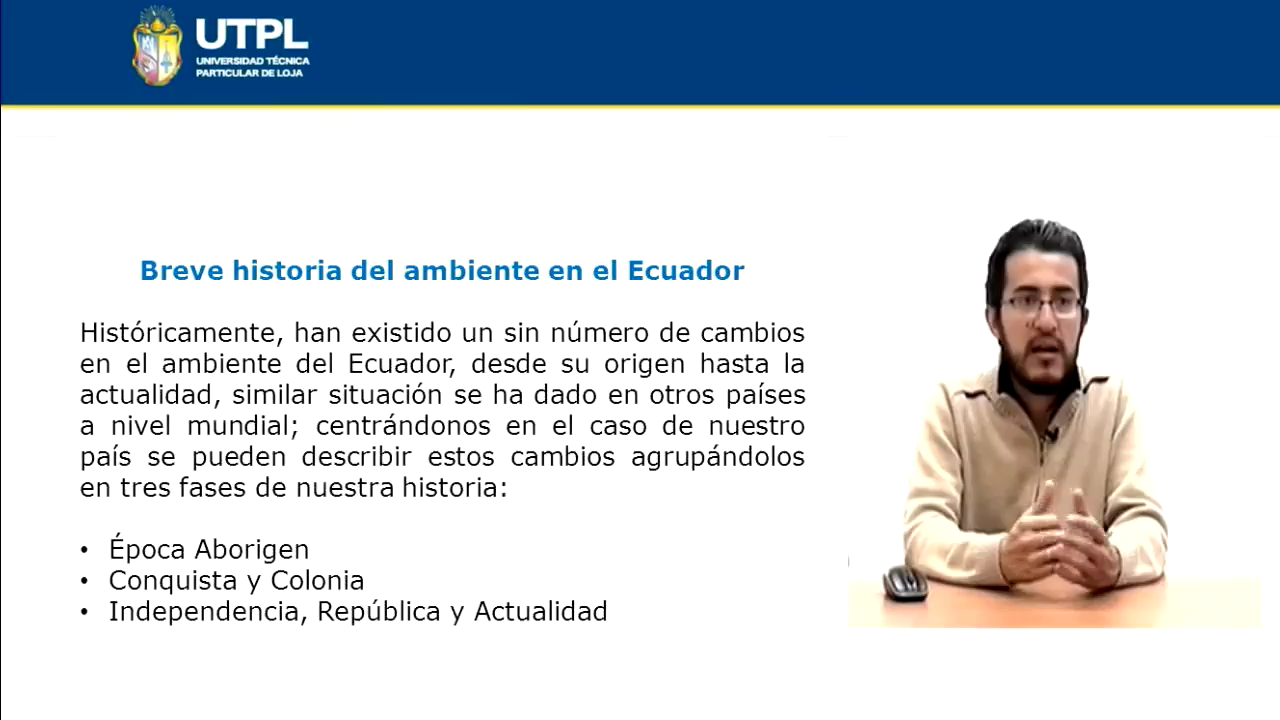 UTPL
UNIVERSIDAD TÉCNICA
PARTICULAR DE LOJA
Breve historia del ambiente en el Ecuador
Históricamente, han existido un sin número de cambios
en el ambiente del Ecuador, desde su origen hasta la
actualidad, similar situación se ha dado en otros países
a nivel mundial; centrándonos en el caso de nuestro
país se pueden describir estos cambios agrupándolos
en tres fases de nuestra historia:
• Época Aborigen
• Conquista y Colonia
• Independencia, República y Actualidad